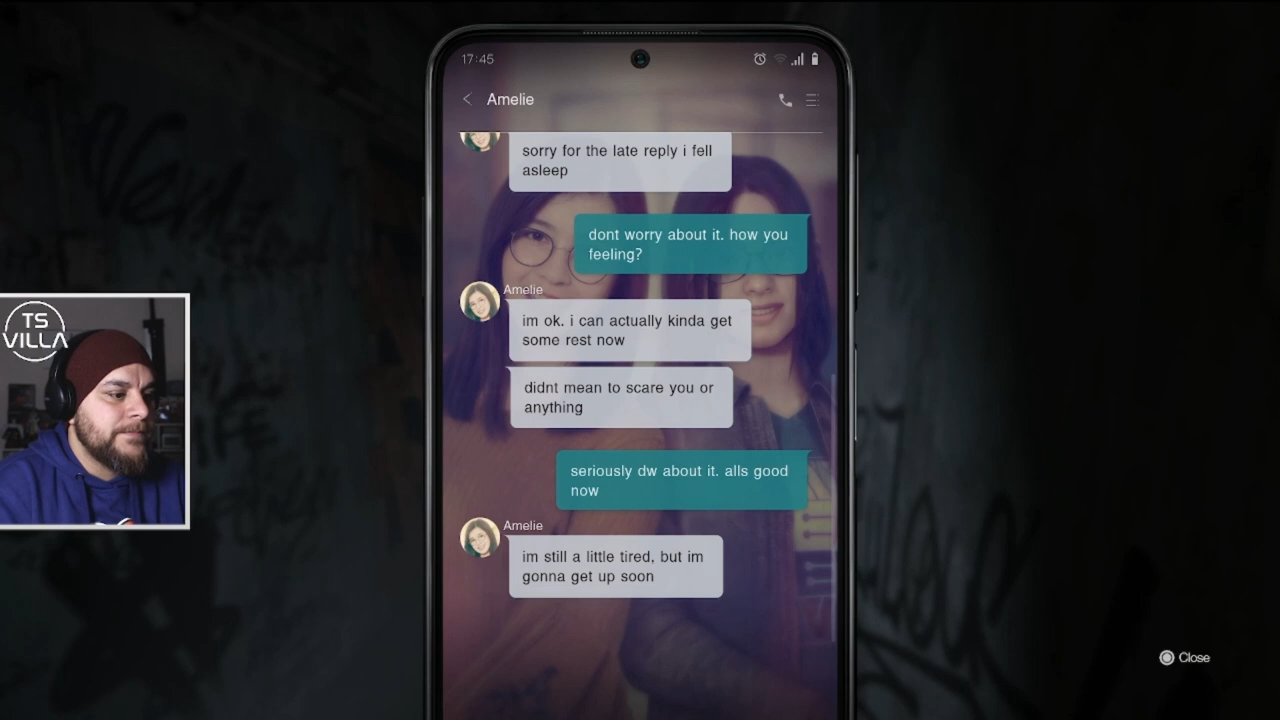 17:45
Amelie
sorry for the late reply i fell
asleep
dont worry about it. how you
feeling?
Amelie
im ok. i can actually kinda get
some rest now
didnt mean to scare you or
anything
seriously dw about it. alls good
now
Amelie
im still a little tired, but im
gonna get up soon
TS
VILLA
Close